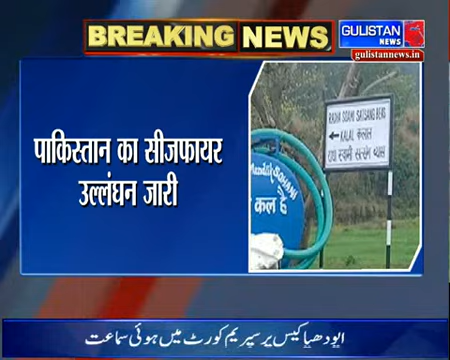 BREAKING NEWS
GULISTAN
NEWS
gulistannews.in
पाकिस्तान का सीजफायर
उल्लंघन जारी
RADHA SOAMI SATSANG BEAS
← KALAL कलाल
राधा स्वामी सत्संग ब्यास
ایودھیا کیس پر سپریم کورٹ میں ہوئی سماعت